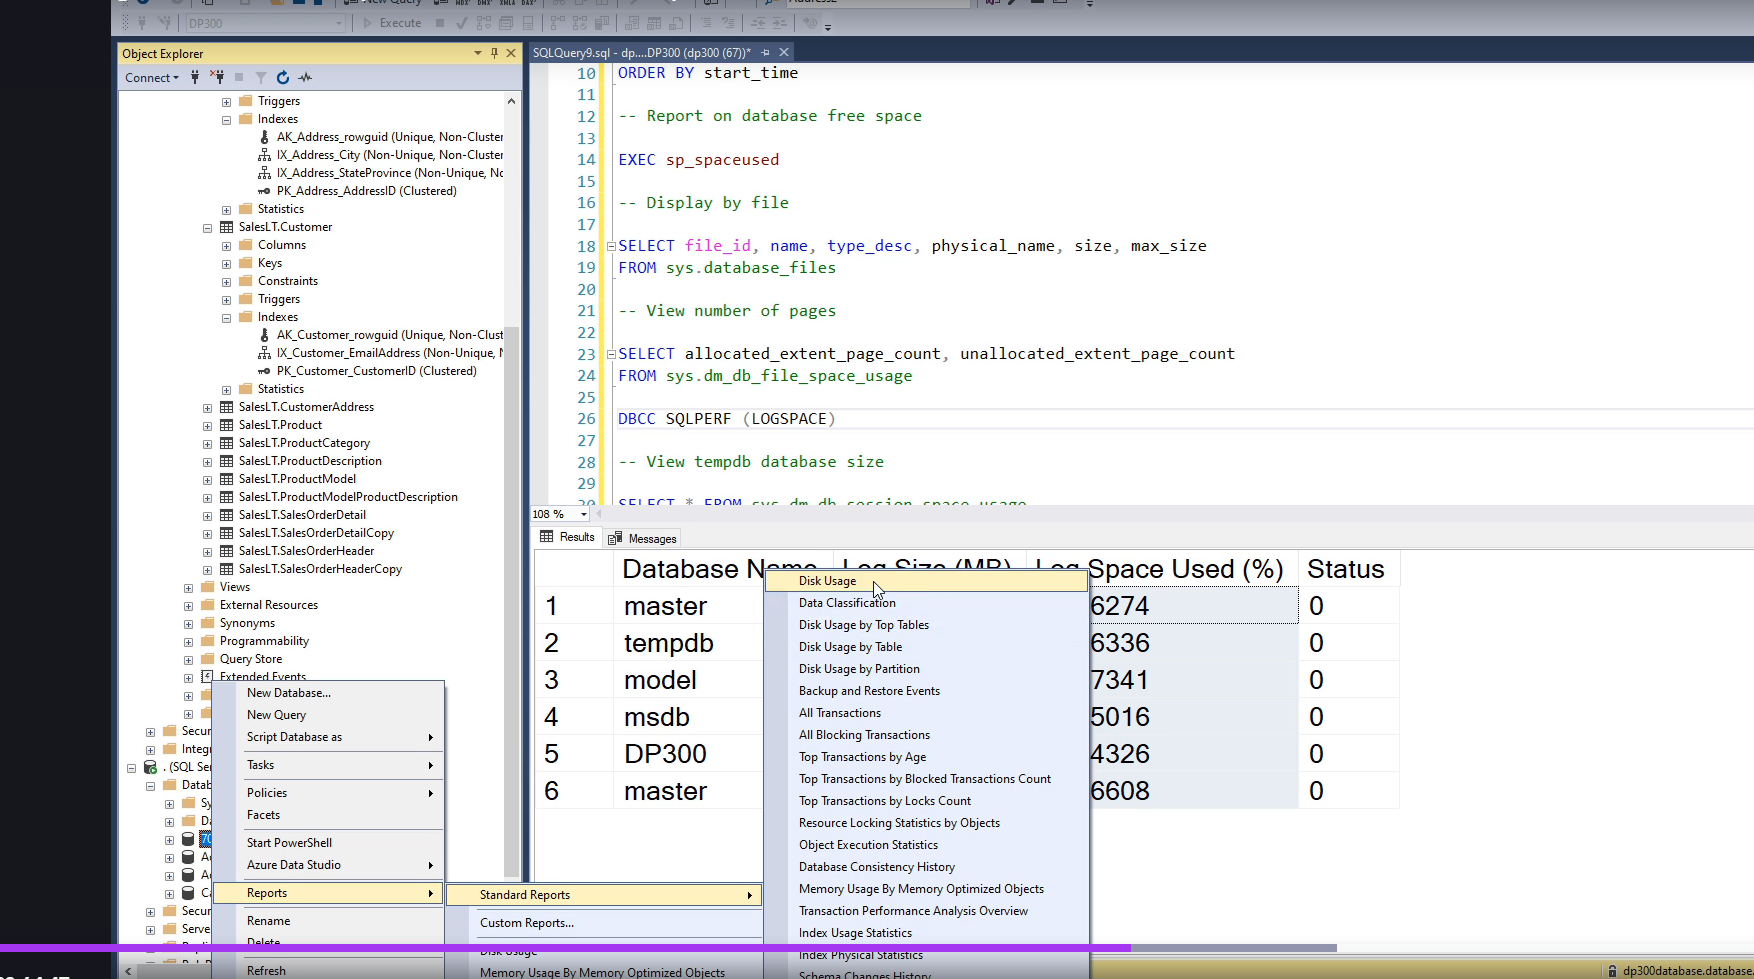 New Query
DP300
Execute
Object Explorer
SQLQuery9.sql - dp....DP300 (dp300 (67))*
Connect
Triggers
Indexes
AK_Address_rowguid (Unique, Non-Cluster
IX_Address_City (Non-Unique, Non-Cluster
IX_Address_StateProvince (Non-Unique, No
PK_Address_AddressID (Clustered)
Statistics
SalesLT.Customer
Columns
Keys
Constraints
Triggers
Indexes
AK_Customer_rowguid (Unique, Non-Clust
IX_Customer_EmailAddress (Non-Unique, N
PK_Customer_CustomerID (Clustered)
Statistics
SalesLT.CustomerAddress
SalesLT.Product
SalesLT.ProductCategory
SalesLT.ProductDescription
SalesLT.ProductModel
SalesLT.ProductModelProductDescription
SalesLT.SalesOrderDetail
SalesLT.SalesOrderDetailCopy
SalesLT.SalesOrderHeader
SalesLT.SalesOrderHeaderCopy
Views
External Resources
Synonyms
Programmability
Query Store
Extended Events
Secur
Integ
. (SQL Ser
Datab
Sy
Da
70
A
A
C
Secur
Serve
10 ORDER BY start_time
11
12 -- Report on database free space
13
14 EXEC sp_spaceused
15
16 -- Display by file
17
18 SELECT file_id, name, type_desc, physical_name, size, max_size
19 FROM sys.database_files
20
21 -- View number of pages
22
23 SELECT allocated_extent_page_count, unallocated_extent_page_count
24 FROM sys.dm_db_file_space_usage
25
26 DBCC SQLPERF (LOGSPACE)
27
28 -- View tempdb database size
29
30 SELECT * FROM sys.dm_db_session_space_usage
108 %
Results Messages
Database Name Log Size (MB) Log Space Used (%) Status
1 master 6274 0
2 tempdb 6336 0
3 model 7341 0
4 msdb 5016 0
5 DP300 4326 0
6 master 6608 0
New Database...
New Query
Script Database as
Tasks
Policies
Facets
Start PowerShell
Azure Data Studio
Reports
Rename
Delete
Refresh
Standard Reports
Custom Reports...
Disk Usage
Memory Usage By Memory Optimized Objects
Disk Usage
Data Classification
Disk Usage by Top Tables
Disk Usage by Table
Disk Usage by Partition
Backup and Restore Events
All Transactions
All Blocking Transactions
Top Transactions by Age
Top Transactions by Blocked Transactions Count
Top Transactions by Locks Count
Resource Locking Statistics by Objects
Object Execution Statistics
Database Consistency History
Memory Usage By Memory Optimized Objects
Transaction Performance Analysis Overview
Index Usage Statistics
Index Physical Statistics
Schema Changes History
dp300database.database.